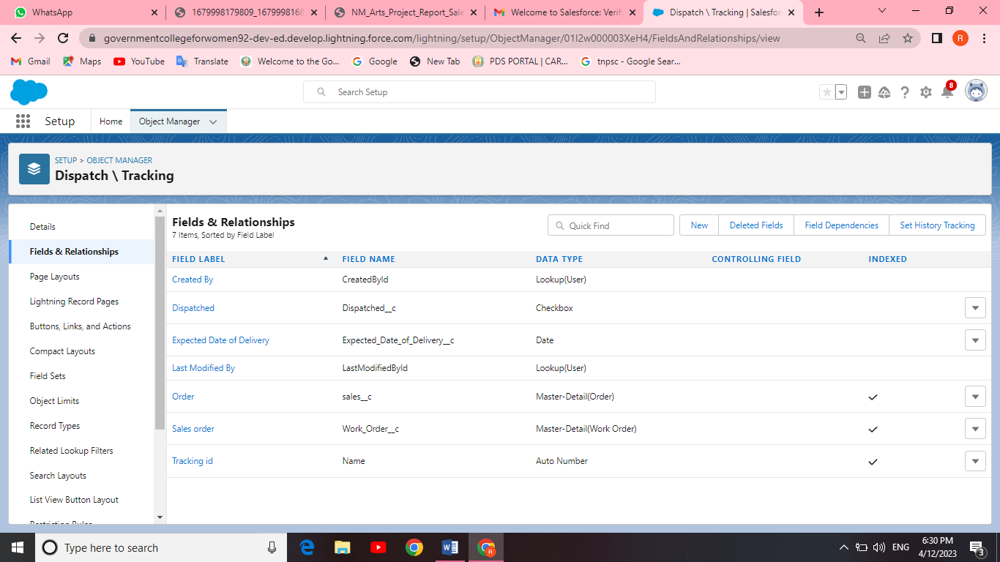 WhatsApp
1679998179809_1679998168
NM_Arts_Project_Report_Sale
Welcome to Salesforce: Verify
Dispatch \ Tracking | Salesfor
governmentcollegeforwomen92-dev-ed.develop.lightning.force.com/lightning/setup/ObjectManager/01I2w000003XeH4/FieldsAndRelationships/view
R
Gmail
Maps
YouTube
Translate
Welcome to the Go...
Google
New Tab
PDS PORTAL | CAR...
tnpsc - Google Sear...
Search Setup
8
Setup
Home
Object Manager
SETUP > OBJECT MANAGER
Dispatch \ Tracking
Details
Fields & Relationships
Page Layouts
Lightning Record Pages
Buttons, Links, and Actions
Compact Layouts
Field Sets
Object Limits
Record Types
Related Lookup Filters
Search Layouts
List View Button Layout
Restriction Rules
Fields & Relationships
7 Items, Sorted by Field Label
Quick Find
New
Deleted Fields
Field Dependencies
Set History Tracking
FIELD LABEL FIELD NAME DATA TYPE CONTROLLING FIELD INDEXED
Created By CreatedById Lookup(User)
Dispatched Dispatched__c Checkbox
Expected Date of Delivery Expected_Date_of_Delivery__c Date
Last Modified By LastModifiedById Lookup(User)
Order sales__c Master-Detail(Order)
Sales order Work_Order__c Master-Detail(Work Order)
Tracking id Name Auto Number
Type here to search
R
ENG
6:30 PM
4/12/2023
3